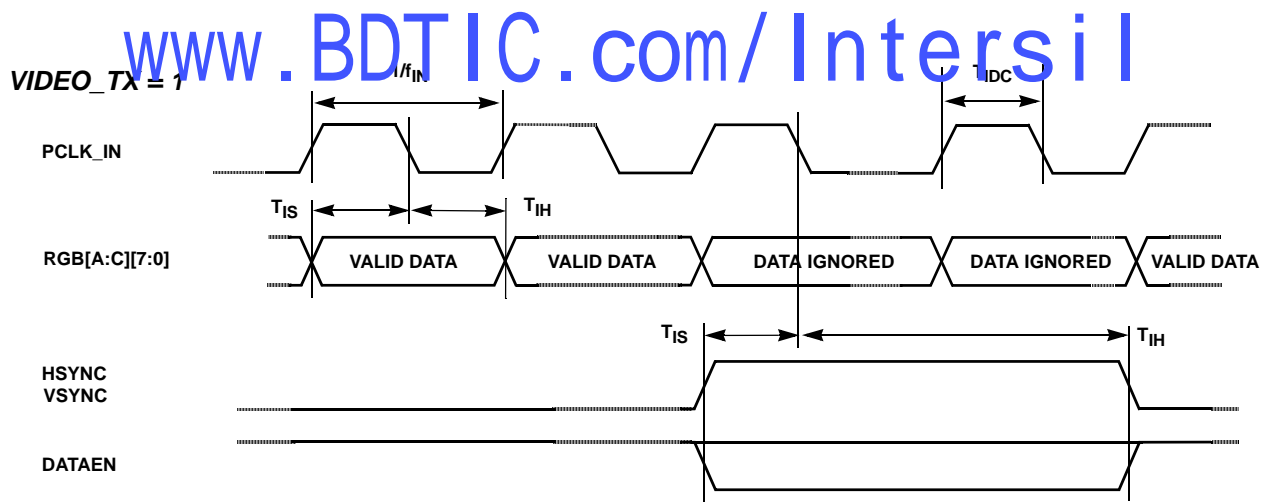 www.BDTIC.com/Intersil
VIDEO_TX = 1
1/fIN
TIDC
PCLK_IN
TIS
TIH
RGB[A:C][7:0]
VALID DATA
VALID DATA
DATA IGNORED
DATA IGNORED
VALID DATA
TIS
TIH
HSYNC
VSYNC
DATAEN